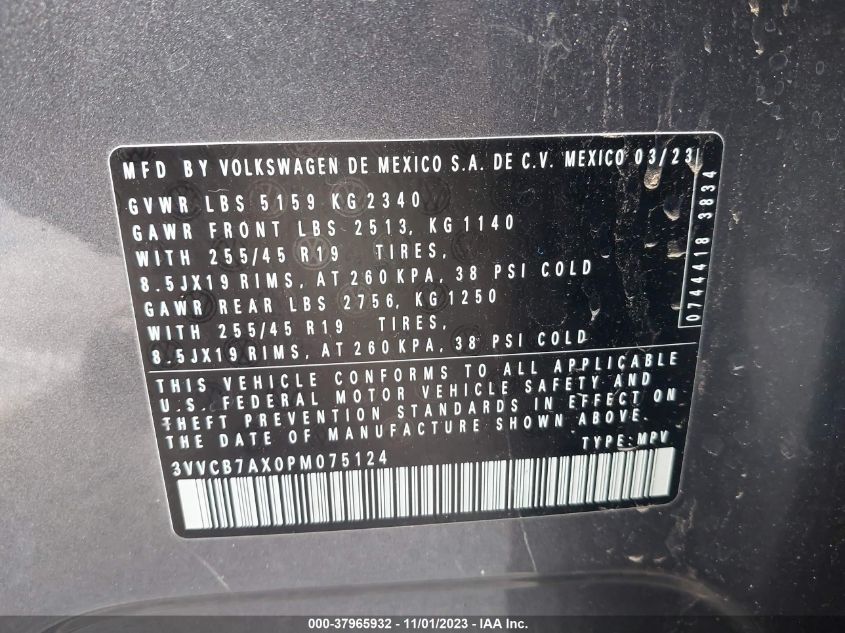 MFD BY VOLKSWAGEN DE MEXICO S.A. DE C.V. MEXICO 03/23
GVWR LBS 5159 KG 2340
GAWR FRONT LBS 2513, KG 1140
WITH 255/45 R19 TIRES,
8.5JX19 RIMS, AT 260 KPA, 38 PSI COLD
GAWR REAR LBS 2756, KG 1250
WITH 255/45 R19 TIRES,
8.5JX19 RIMS, AT 260 KPA, 38 PSI COLD
0744418 3834
THIS VEHICLE CONFORMS TO ALL APPLICABLE
U.S. FEDERAL MOTOR VEHICLE SAFETY AND
THEFT PREVENTION STANDARDS IN EFFECT ON
THE DATE OF MANUFACTURE SHOWN ABOVE.
TYPE: MPV
3VVCB7AX0PM075124
000-37965932 - 11/01/2023 - IAAI.com